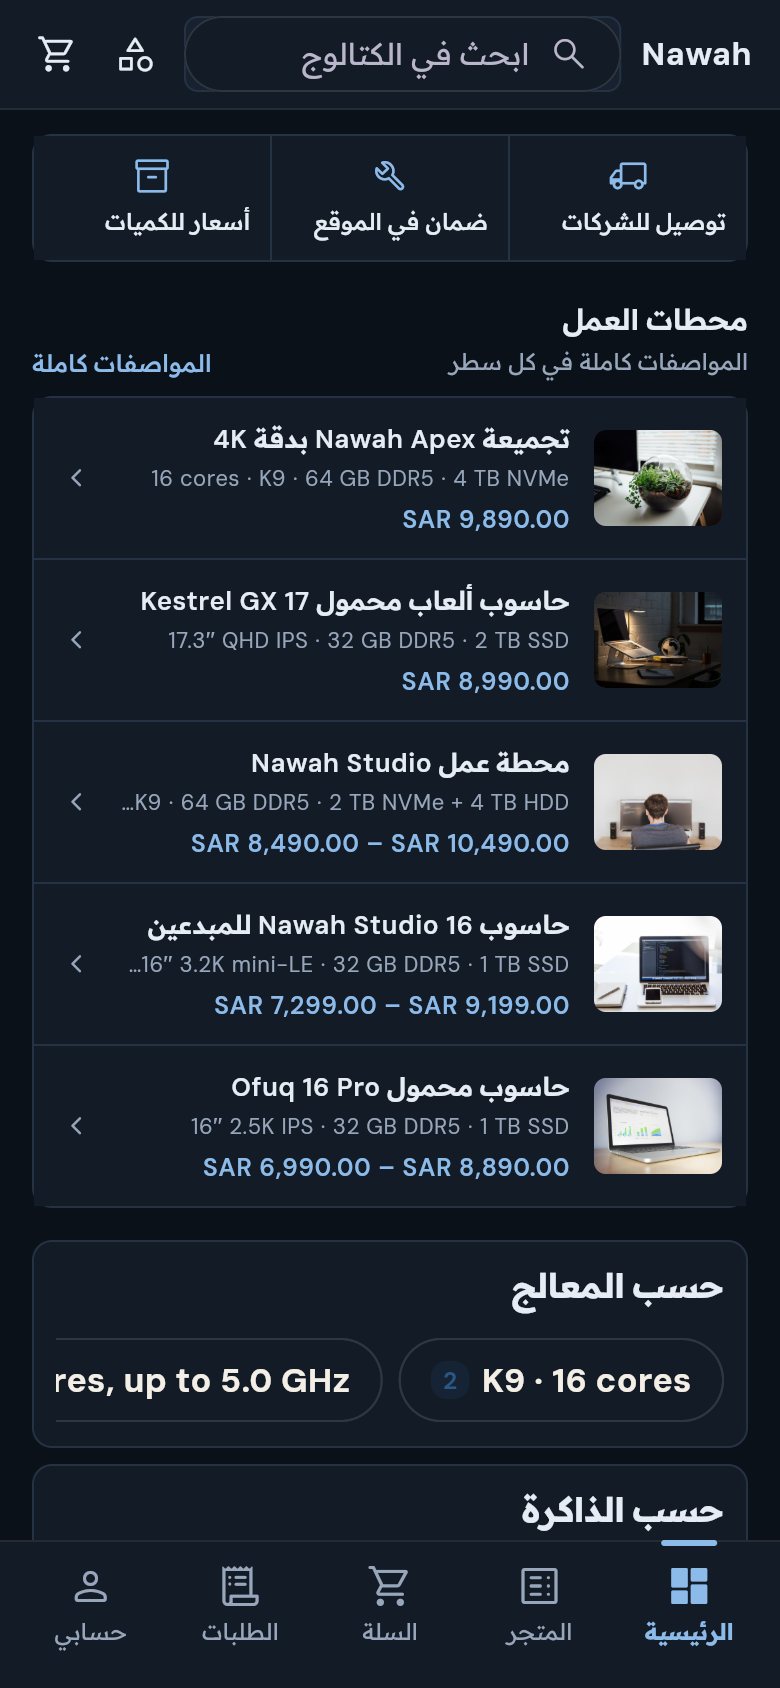 Nawah
ابحث في الكتالوج
توصيل للشركات
ضمان في الموقع
أسعار للكميات
محطات العمل
المواصفات كاملة في كل سطر
المواصفات كاملة
تجميعة Nawah Apex بدقة 4K
16 cores · K9 · 64 GB DDR5 · 4 TB NVMe
SAR 9,890.00
حاسوب ألعاب محمول Kestrel GX 17
17.3″ QHD IPS · 32 GB DDR5 · 2 TB SSD
SAR 8,990.00
محطة عمل Nawah Studio
…K9 · 64 GB DDR5 · 2 TB NVMe + 4 TB HDD
SAR 8,490.00 – SAR 10,490.00
حاسوب Nawah Studio 16 للمبدعين
…16″ 3.2K mini-LE · 32 GB DDR5 · 1 TB SSD
SAR 7,299.00 – SAR 9,199.00
حاسوب محمول Ofuq 16 Pro
16″ 2.5K IPS · 32 GB DDR5 · 1 TB SSD
SAR 6,990.00 – SAR 8,890.00
حسب المعالج
K9 · 16 cores 2
res, up to 5.0 GHz
حسب الذاكرة
الرئيسية
المتجر
السلة
الطلبات
حسابي